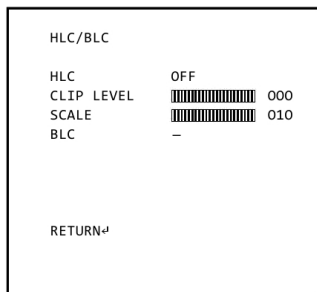 HLC/BLC
HLC OFF
CLIP LEVEL 000
SCALE 010
BLC –
RETURN↵